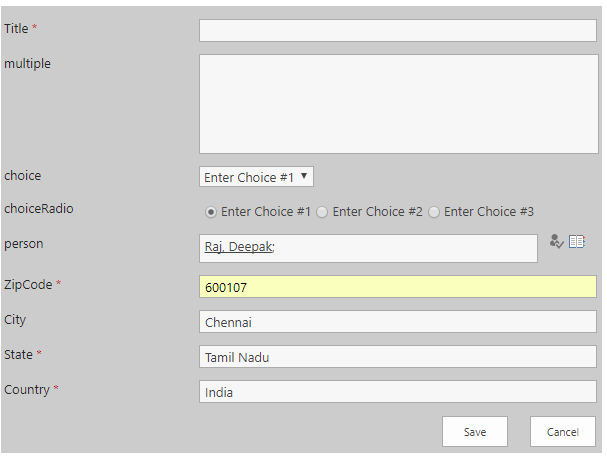 Title *
multiple
choice Enter Choice #1
choiceRadio Enter Choice #1 Enter Choice #2 Enter Choice #3
person Raj, Deepak;
ZipCode * 600107
City Chennai
State * Tamil Nadu
Country * India
Save Cancel